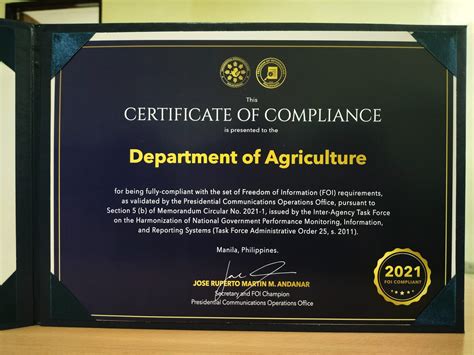 This
CERTIFICATE OF COMPLIANCE
is presented to the
Department of Agriculture
for being fully-compliant with the set of Freedom of Information (FOI) requirements,
as validated by the Presidential Communications Operations Office, pursuant to
Section 5 (b) of Memorandum Circular No. 2021-1, issued by the Inter-Agency Task Force
on the Harmonization of National Government Performance Monitoring, Information,
and Reporting Systems (Task Force Administrative Order 25, s. 2011).
Manila, Philippines.
JOSE RUPERTO MARTIN M. ANDANAR
Secretary and FOI Champion
Presidential Communications Operations Office
2021
FOI COMPLIANT